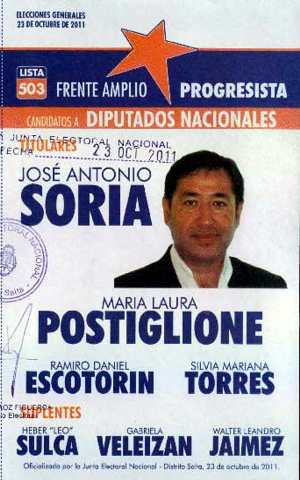 ELECCIONES GENERALES
23 DE OCTUBRE DE 2011
LISTA
503
FRENTE AMPLIO PROGRESISTA
CANDIDATOS A DIPUTADOS NACIONALES
TITULARES
JUNTA ELECTORAL NACIONAL
FECHA 23 OCT 2011
JOSÉ ANTONIO
SORIA
MARIA LAURA
POSTIGLIONE
RAMIRO DANIEL
ESCOTORIN
SILVIA MARIANA
TORRES
SUPLENTES
HEBER "LEO"
SULCA
GABRIELA
VELEIZAN
WALTER LEANDRO
JAIMEZ
Oficializado por la Junta Electoral Nacional - Distrito Salta, 23 de octubre de 2011.